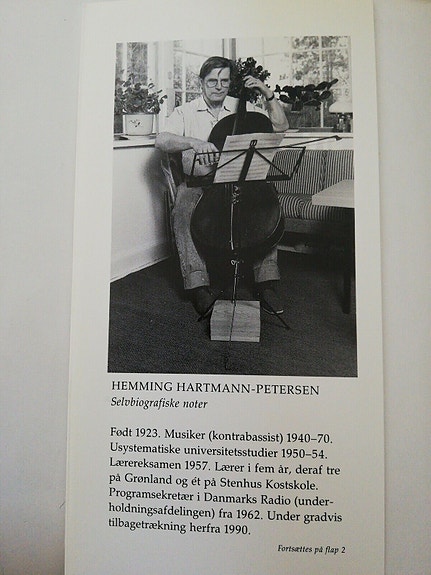 HEMMING HARTMANN-PETERSEN
Selvbiografiske noter
Født 1923. Musiker (kontrabassist) 1940–70.
Usystematiske universitetsstudier 1950–54.
Lærereksamen 1957. Lærer i fem år, deraf tre
på Grønland og ét på Stenhus Kostskole.
Programsekretær i Danmarks Radio (under-
holdningsafdelingen) fra 1962. Under gradvis
tilbagetrækning herfra 1990.
Fortsættes på flap 2